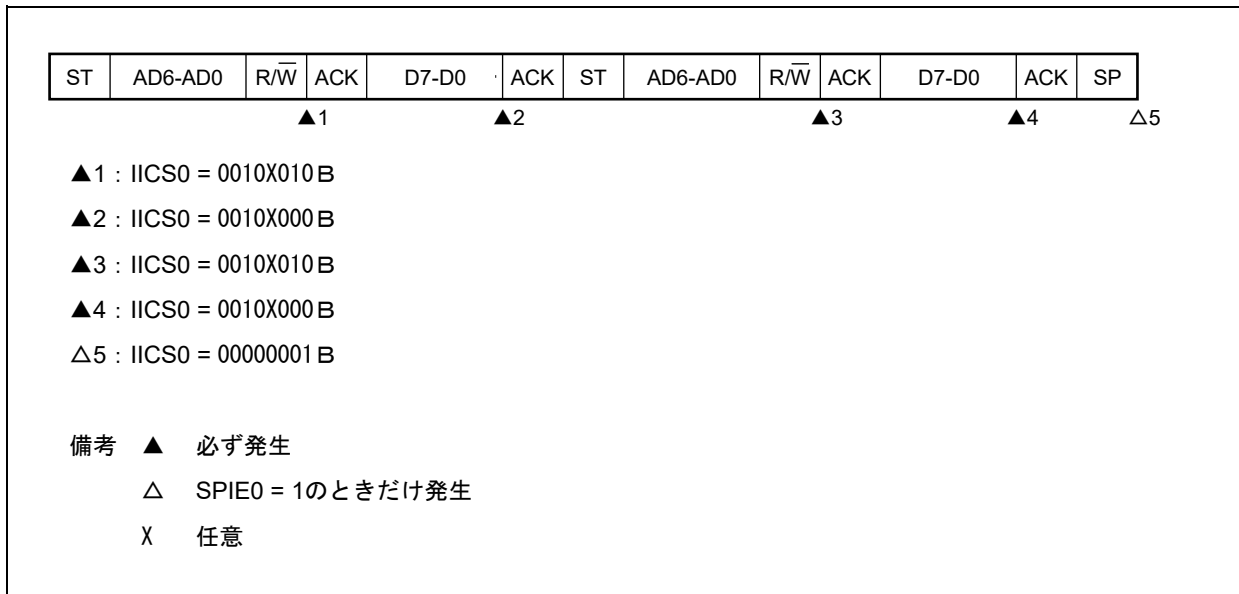 ST AD6-AD0 R/W̅ ACK D7-D0 ACK ST AD6-AD0 R/W̅ ACK D7-D0 ACK SP
▲1 ▲2 ▲3 ▲4 △5
▲1：IICS0 = 0010X010B
▲2：IICS0 = 0010X000B
▲3：IICS0 = 0010X010B
▲4：IICS0 = 0010X000B
△5：IICS0 = 00000001B
備考 ▲ 必ず発生
△ SPIE0 = 1のときだけ発生
X 任意